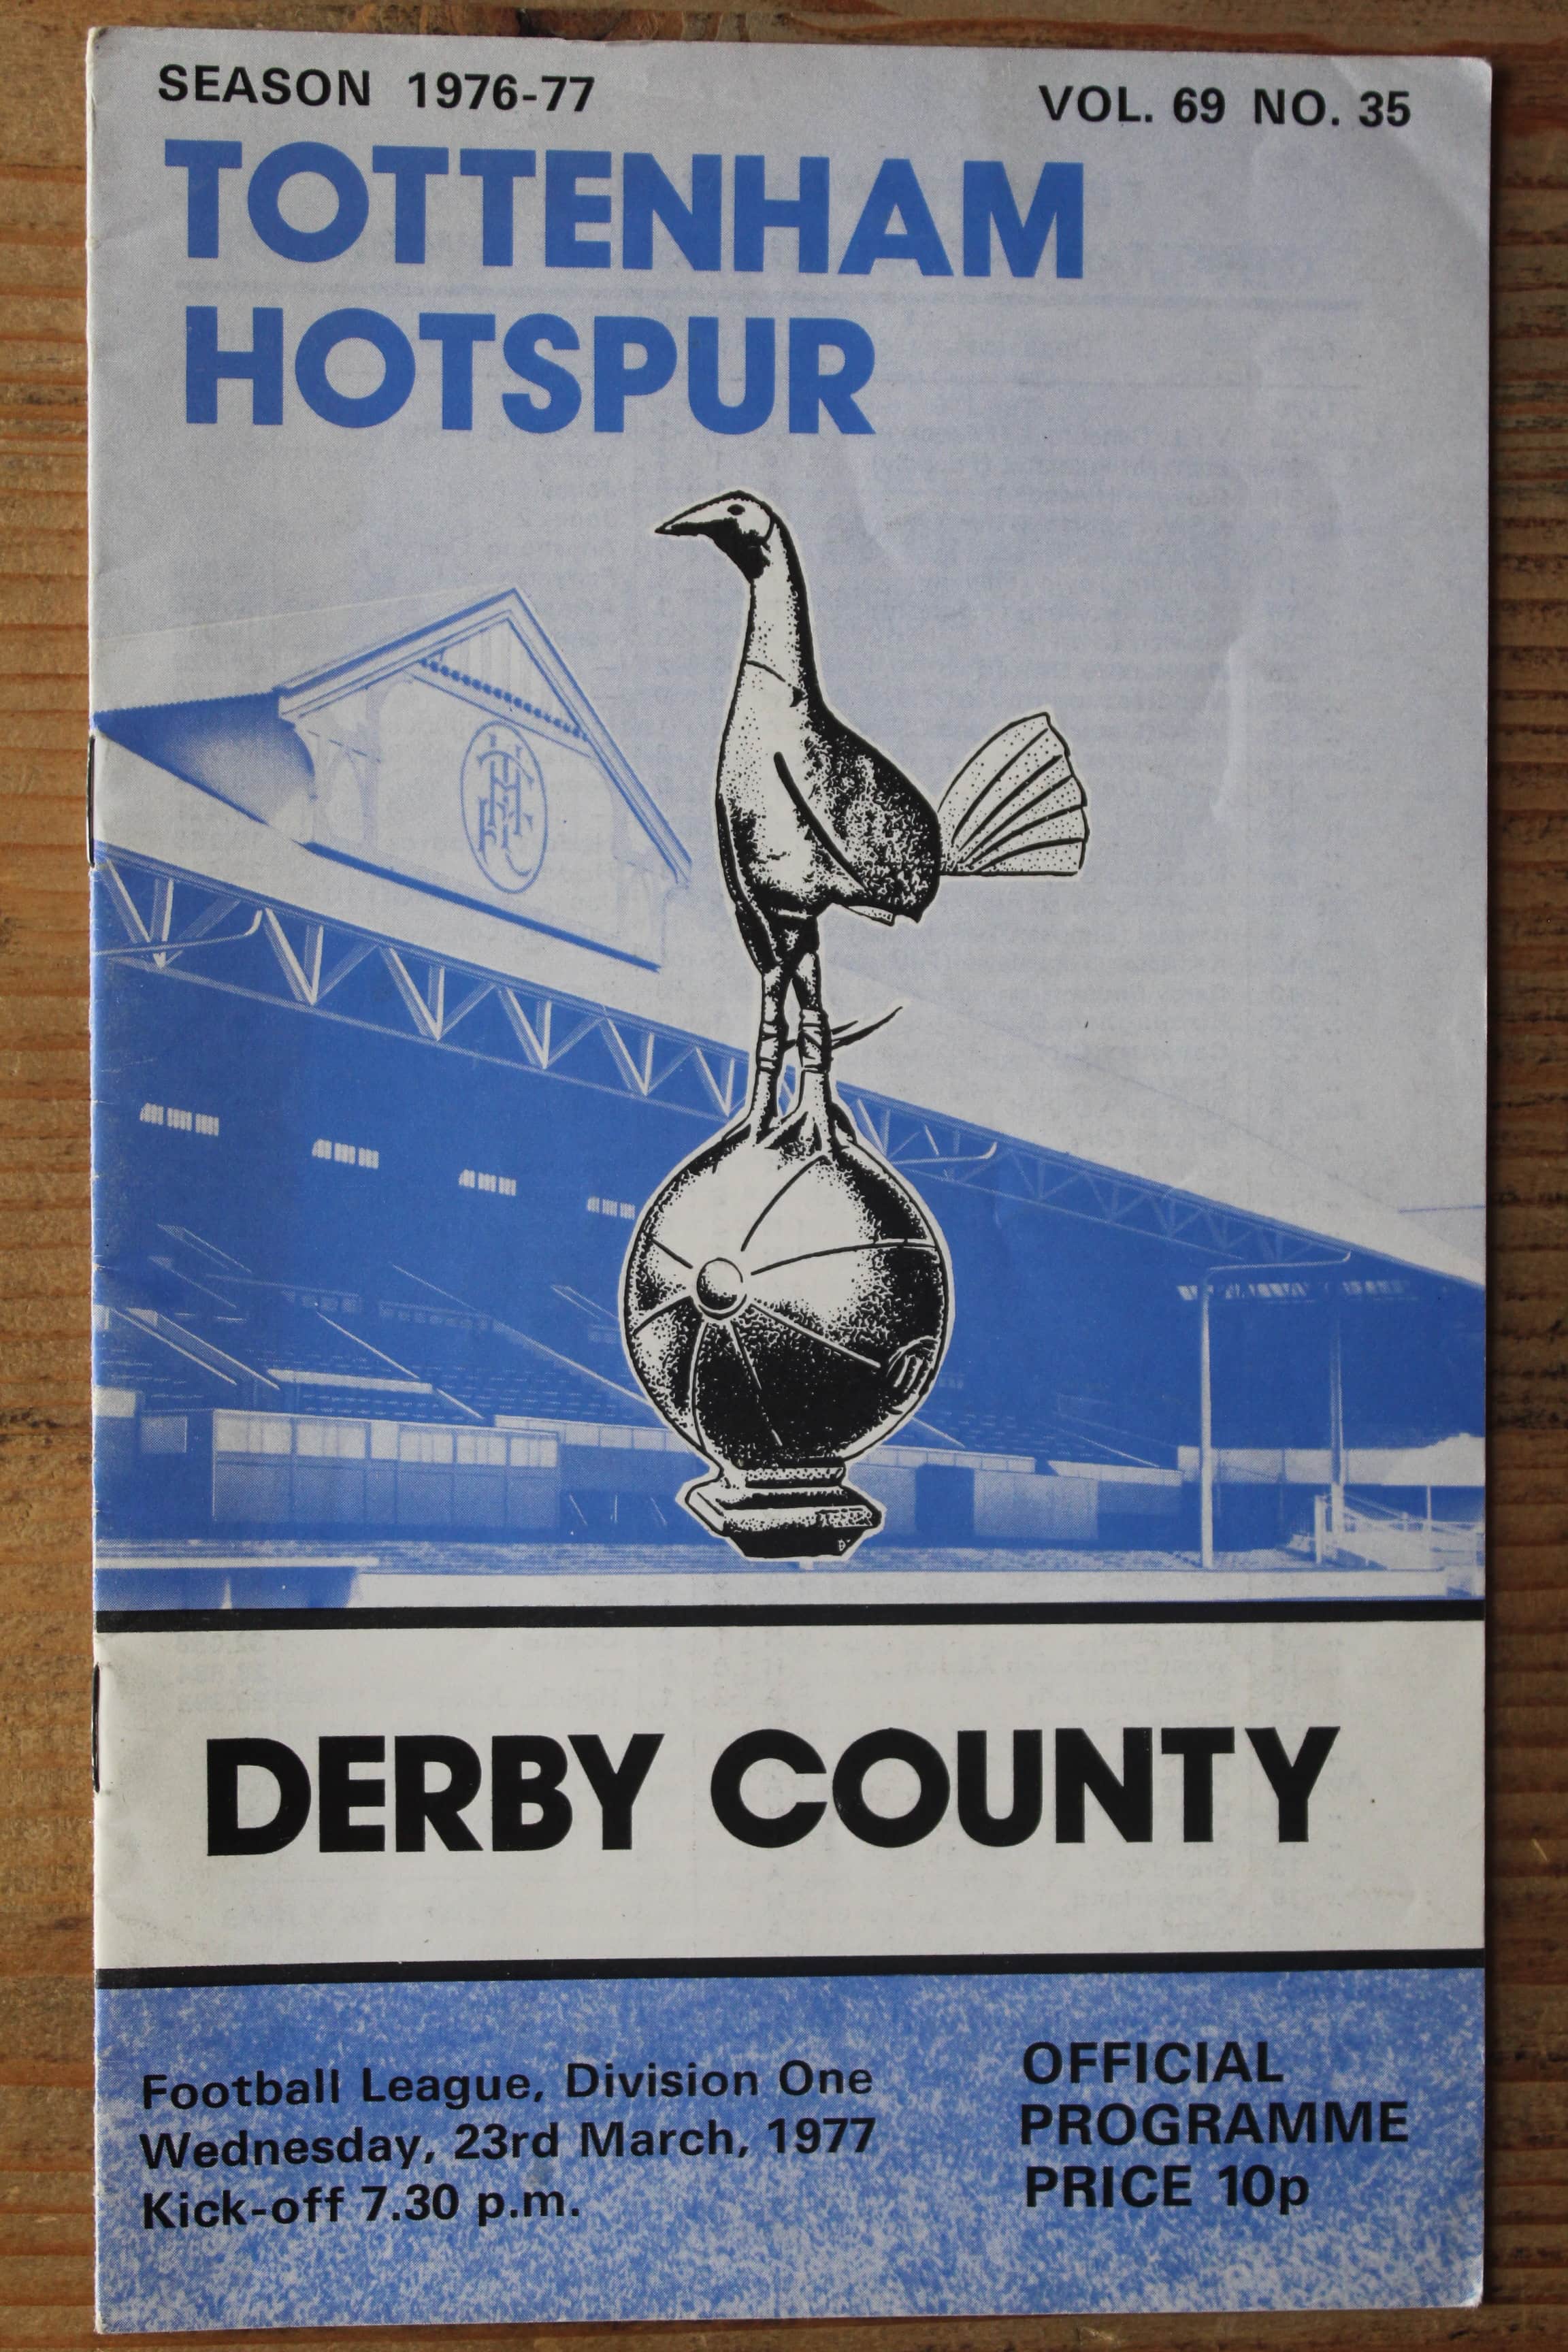 SEASON 1976-77 VOL. 69 NO. 35
TOTTENHAM
HOTSPUR
DERBY COUNTY
Football League, Division One
Wednesday, 23rd March, 1977
Kick-off 7.30 p.m.
OFFICIAL
PROGRAMME
PRICE 10p